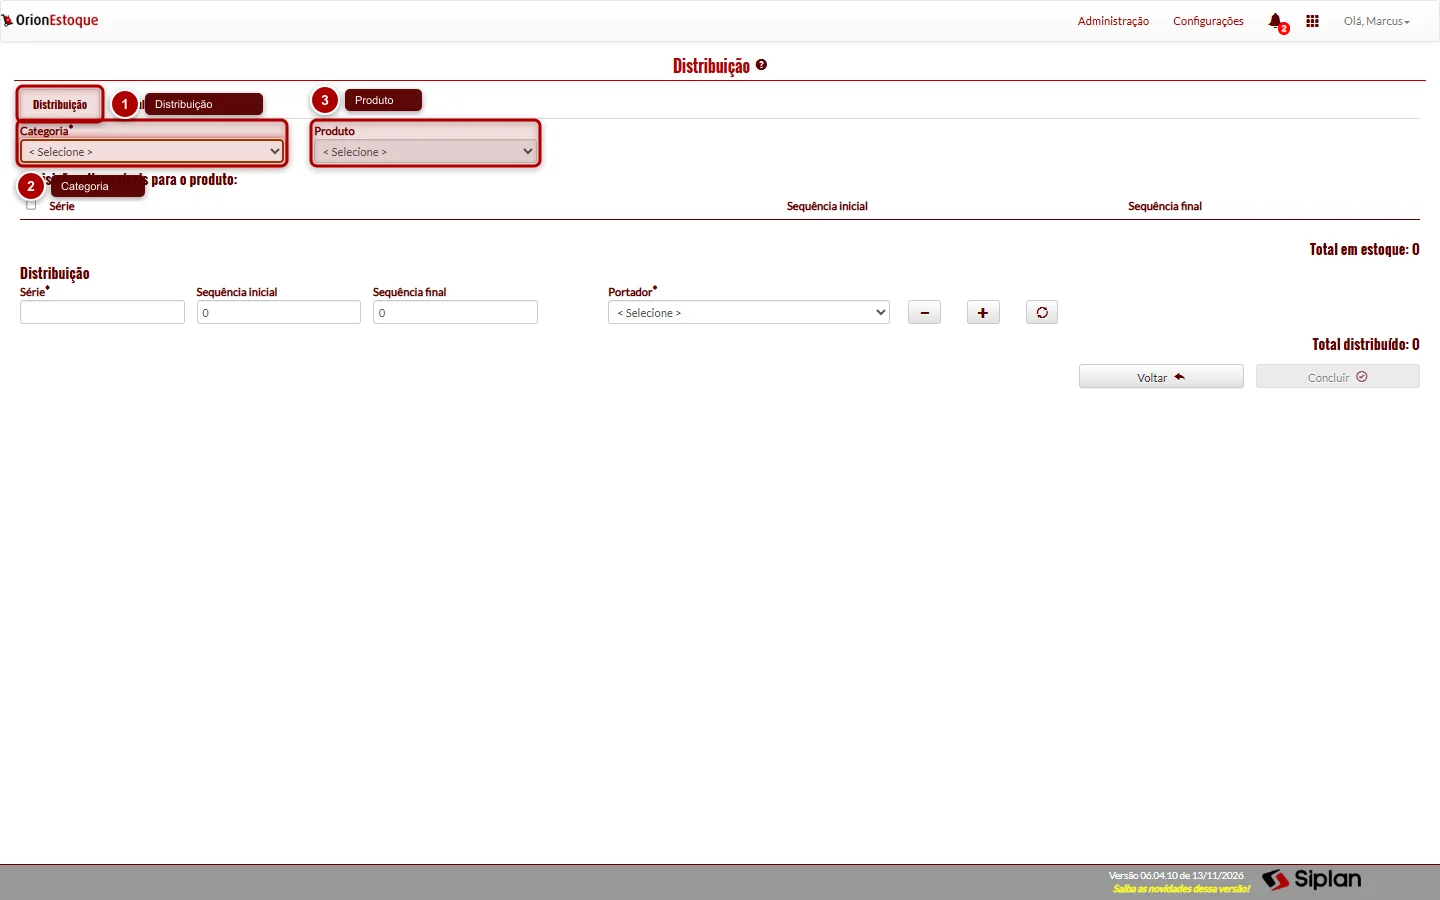 OrionEstoque
Administração Configurações 2 Olá, Marcus
Distribuição
Distribuição 1 Distribuição 3 Produto
Categoria* Produto
< Selecione > < Selecione >
para o produto:
2 Categoria
Série Sequência inicial Sequência final
Total em estoque: 0
Distribuição
Série* Sequência inicial Sequência final Portador*
0 0 < Selecione >
Total distribuído: 0
Voltar Concluir
Versão 06.04.10 de 13/11/2026
Saiba as novidades dessa versão!
Siplan